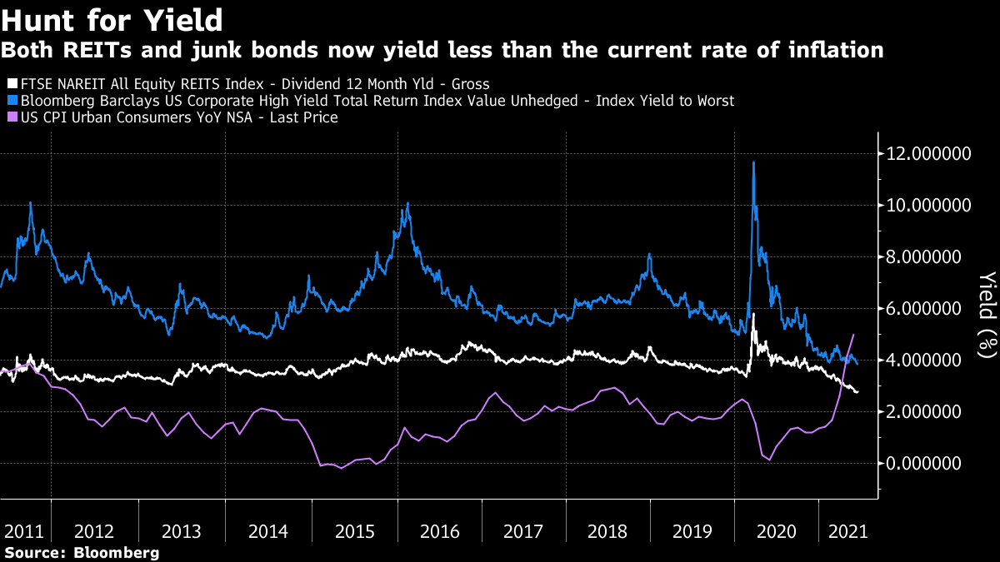 Hunt for Yield
Both REITs and junk bonds now yield less than the current rate of inflation
FTSE NAREIT All Equity REITS Index - Dividend 12 Month Yld - Gross
Bloomberg Barclays US Corporate High Yield Total Return Index Value Unhedged - Index Yield to Worst
US CPI Urban Consumers YoY NSA - Last Price
12.000000
10.000000
8.000000
6.000000
4.000000
2.000000
0.000000
Yield (%)
2011 2012 2013 2014 2015 2016 2017 2018 2019 2020 2021
Source: Bloomberg